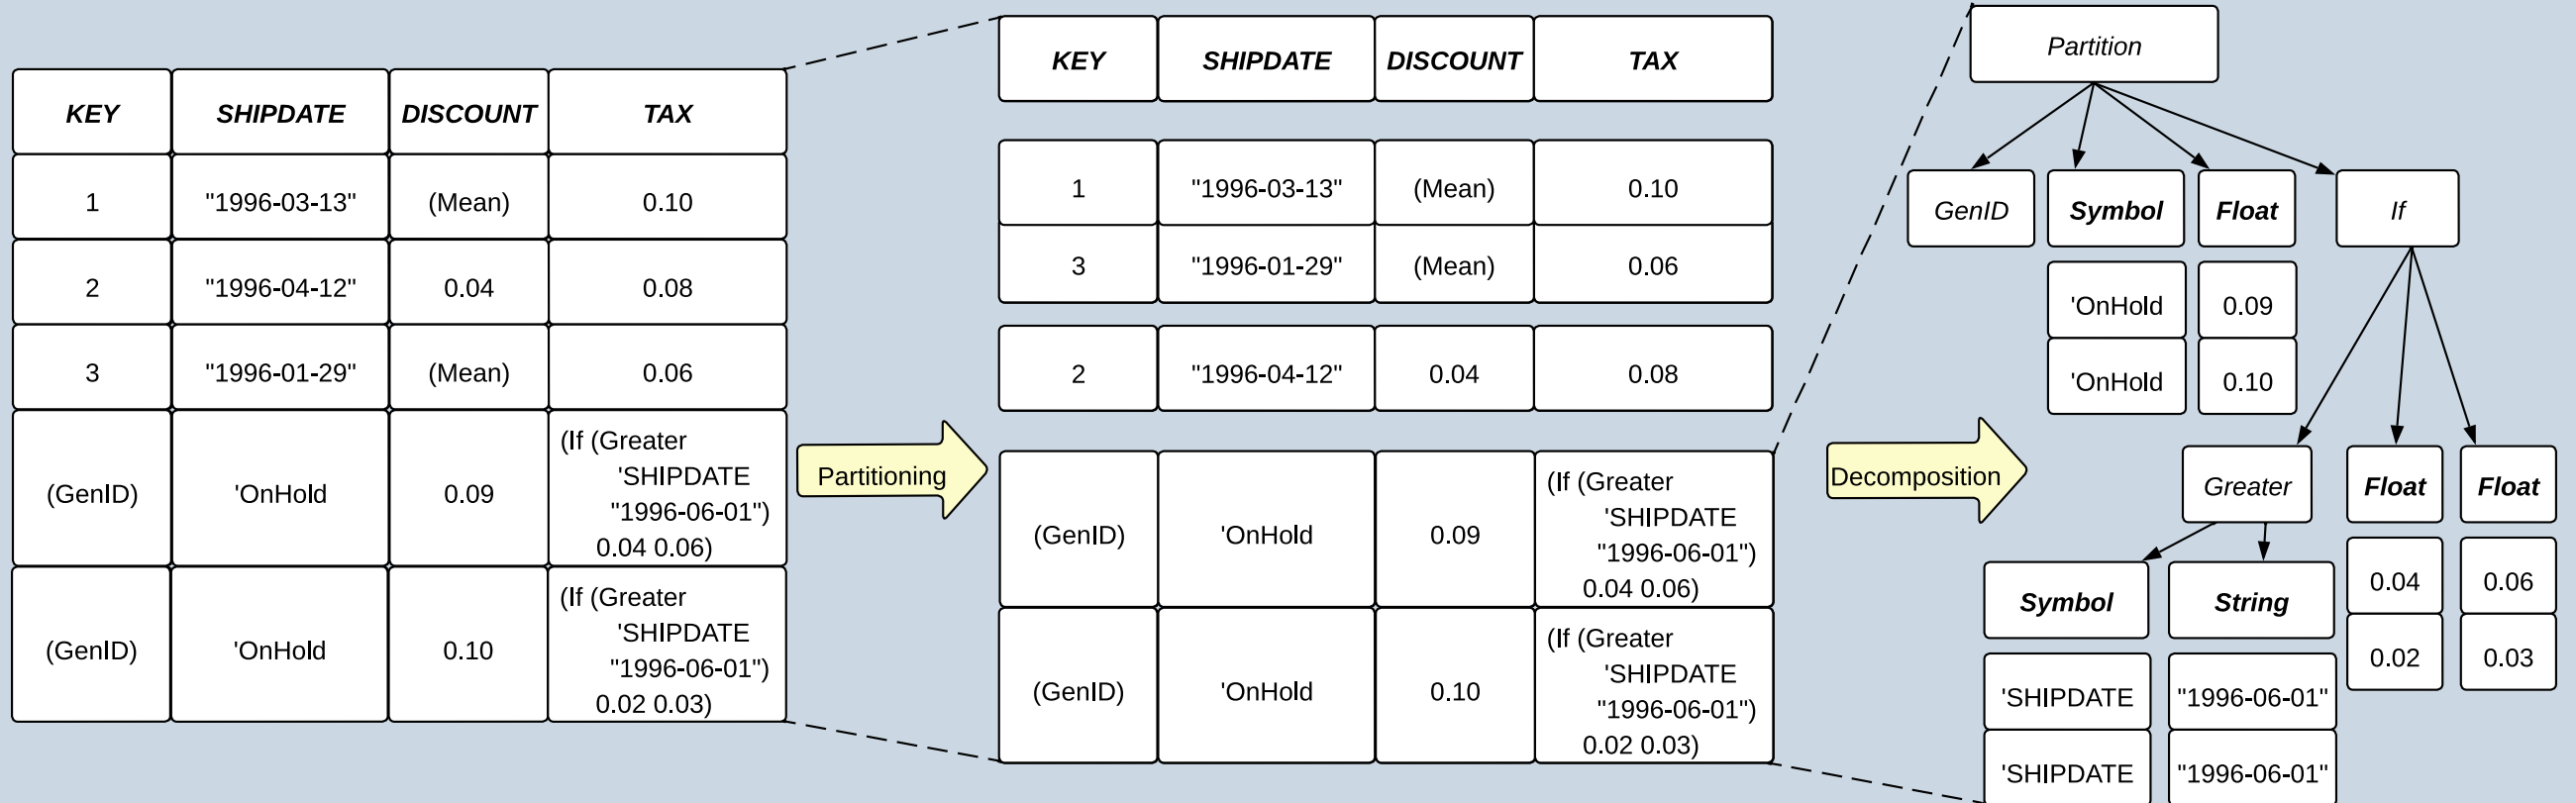 KEY SHIPDATE DISCOUNT TAX
1 "1996-03-13" (Mean) 0.10
2 "1996-04-12" 0.04 0.08
3 "1996-01-29" (Mean) 0.06
(GenID) 'OnHold 0.09 (If (Greater
'SHIPDATE
"1996-06-01")
0.04 0.06)
(GenID) 'OnHold 0.10 (If (Greater
'SHIPDATE
"1996-06-01")
0.02 0.03)
Partitioning
KEY SHIPDATE DISCOUNT TAX
1 "1996-03-13" (Mean) 0.10
3 "1996-01-29" (Mean) 0.06
2 "1996-04-12" 0.04 0.08
(GenID) 'OnHold 0.09 (If (Greater
'SHIPDATE
"1996-06-01")
0.04 0.06)
(GenID) 'OnHold 0.10 (If (Greater
'SHIPDATE
"1996-06-01")
0.02 0.03)
Decomposition
Partition
GenID Symbol Float If
'OnHold 0.09
'OnHold 0.10
Greater Float Float
0.04 0.06
0.02 0.03
Symbol String
'SHIPDATE "1996-06-01"
'SHIPDATE "1996-06-01"